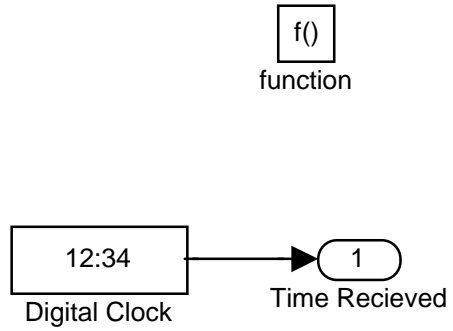 f()
function
12:34
1
Digital Clock
Time Recieved